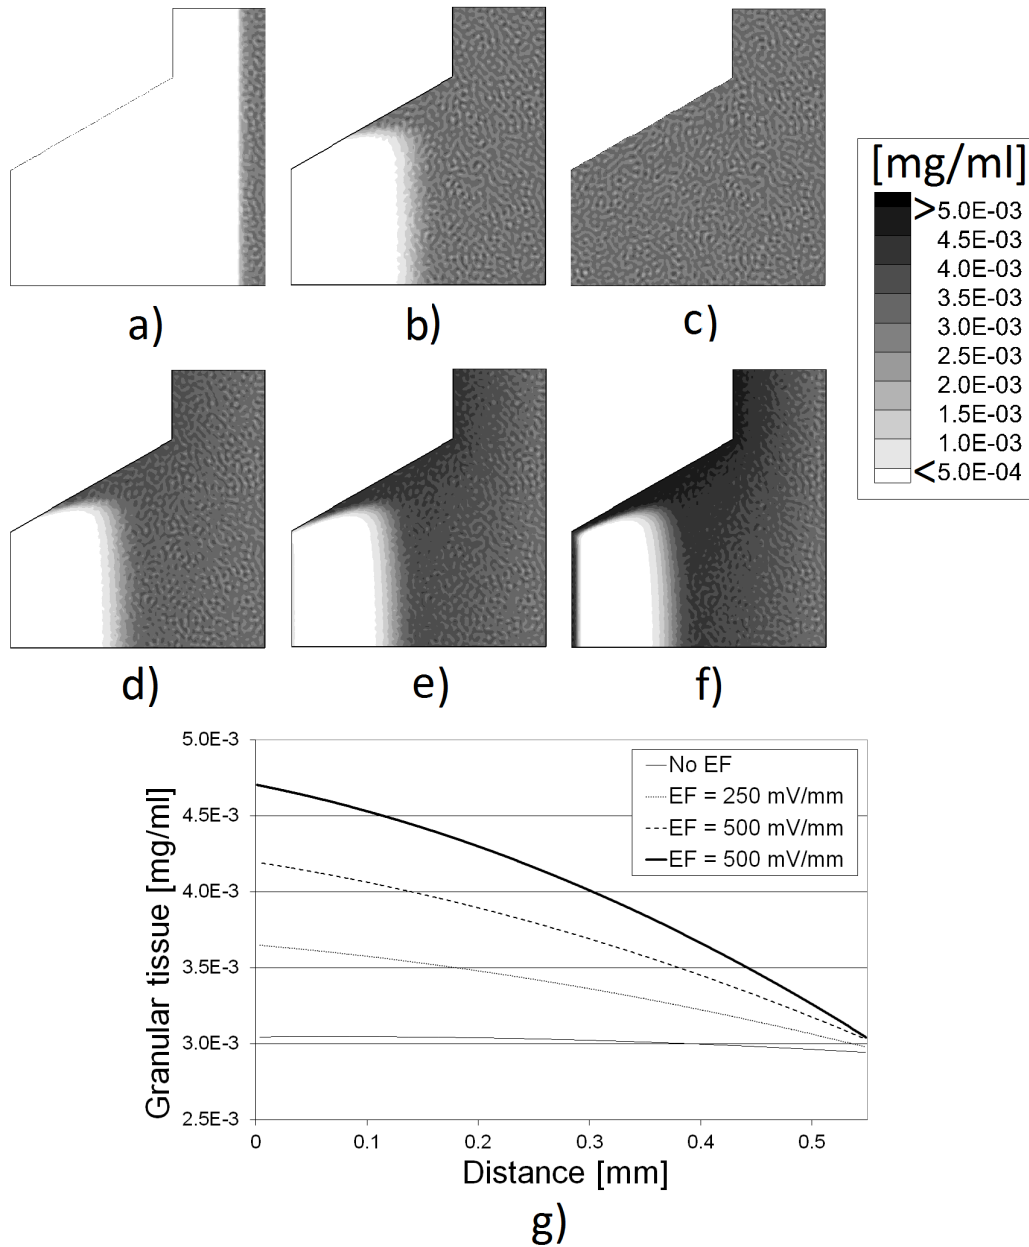 a)
b)
c)
[mg/ml]
>5.0E-03
4.5E-03
4.0E-03
3.5E-03
3.0E-03
2.5E-03
2.0E-03
1.5E-03
1.0E-03
<5.0E-04
d)
e)
f)
5.0E-3
4.5E-3
4.0E-3
3.5E-3
3.0E-3
2.5E-3
Granular tissue [mg/ml]
No EF
EF = 250 mV/mm
EF = 500 mV/mm
EF = 500 mV/mm
0 0.1 0.2 0.3 0.4 0.5
Distance [mm]
g)